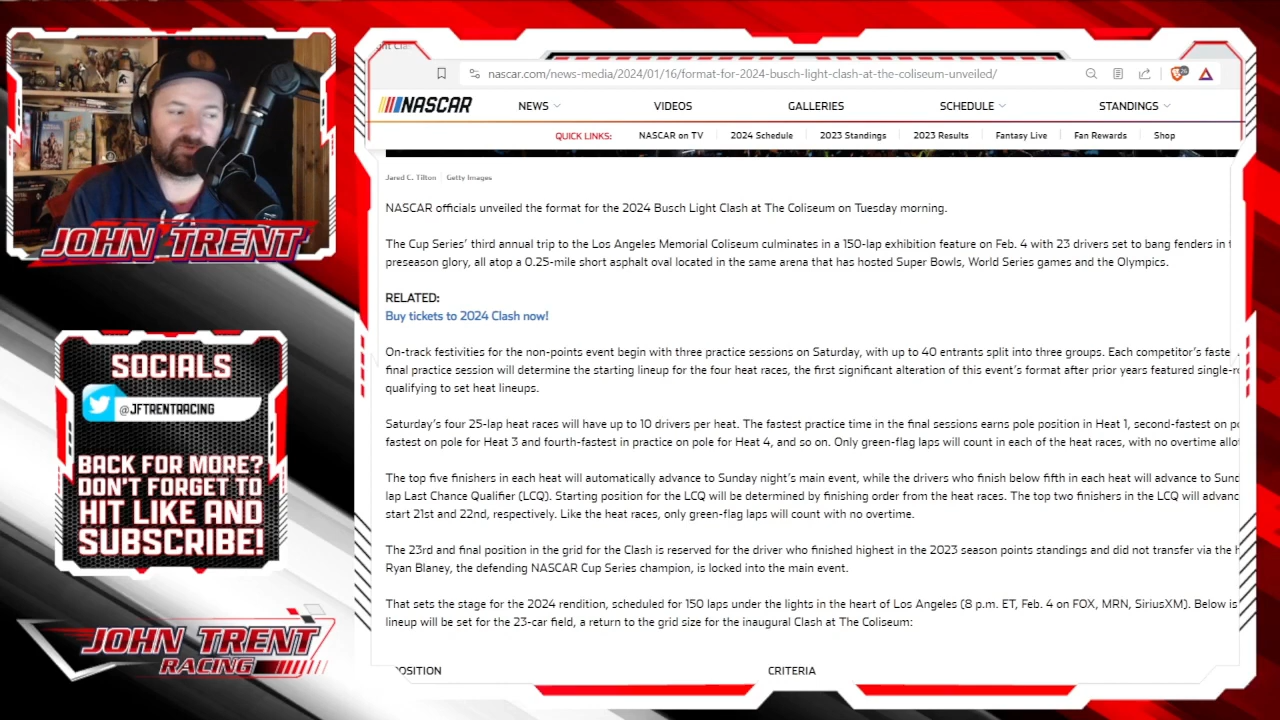 JOHN TRENT
SOCIALS
@JFTRENTRACING
BACK FOR MORE?
DON'T FORGET TO
HIT LIKE AND
SUBSCRIBE!
JOHN TRENT
RACING
nascar.com/news-media/2024/01/16/format-for-2024-busch-light-clash-at-the-coliseum-unveiled/
NASCAR NEWS VIDEOS GALLERIES SCHEDULE STANDINGS
QUICK LINKS: NASCAR on TV 2024 Schedule 2023 Standings 2023 Results Fantasy Live Fan Rewards Shop
Jared C. Tilton Getty Images
NASCAR officials unveiled the format for the 2024 Busch Light Clash at The Coliseum on Tuesday morning.
The Cup Series' third annual trip to the Los Angeles Memorial Coliseum culminates in a 150-lap exhibition feature on Feb. 4 with 23 drivers set to bang fenders in
preseason glory, all atop a 0.25-mile short asphalt oval located in the same arena that has hosted Super Bowls, World Series games and the Olympics.
RELATED:
Buy tickets to 2024 Clash now!
On-track festivities for the non-points event begin with three practice sessions on Saturday, with up to 40 entrants split into three groups. Each competitor's faste
final practice session will determine the starting lineup for the four heat races, the first significant alteration of this event's format after prior years featured single-r
qualifying to set heat lineups.
Saturday's four 25-lap heat races will have up to 10 drivers per heat. The fastest practice time in the final sessions earns pole position in Heat 1, second-fastest on p
fastest on pole for Heat 3 and fourth-fastest in practice on pole for Heat 4, and so on. Only green-flag laps will count in each of the heat races, with no overtime allo
The top five finishers in each heat will automatically advance to Sunday night's main event, while the drivers who finish below fifth in each heat will advance to Sun
lap Last Chance Qualifier (LCQ). Starting position for the LCQ will be determined by finishing order from the heat races. The top two finishers in the LCQ will advanc
start 21st and 22nd, respectively. Like the heat races, only green-flag laps will count with no overtime.
The 23rd and final position in the grid for the Clash is reserved for the driver who finished highest in the 2023 season points standings and did not transfer via the h
Ryan Blaney, the defending NASCAR Cup Series champion, is locked into the main event.
That sets the stage for the 2024 rendition, scheduled for 150 laps under the lights in the heart of Los Angeles (8 p.m. ET, Feb. 4 on FOX, MRN, SiriusXM). Below is
lineup will be set for the 23-car field, a return to the grid size for the inaugural Clash at The Coliseum:
POSITION CRITERIA